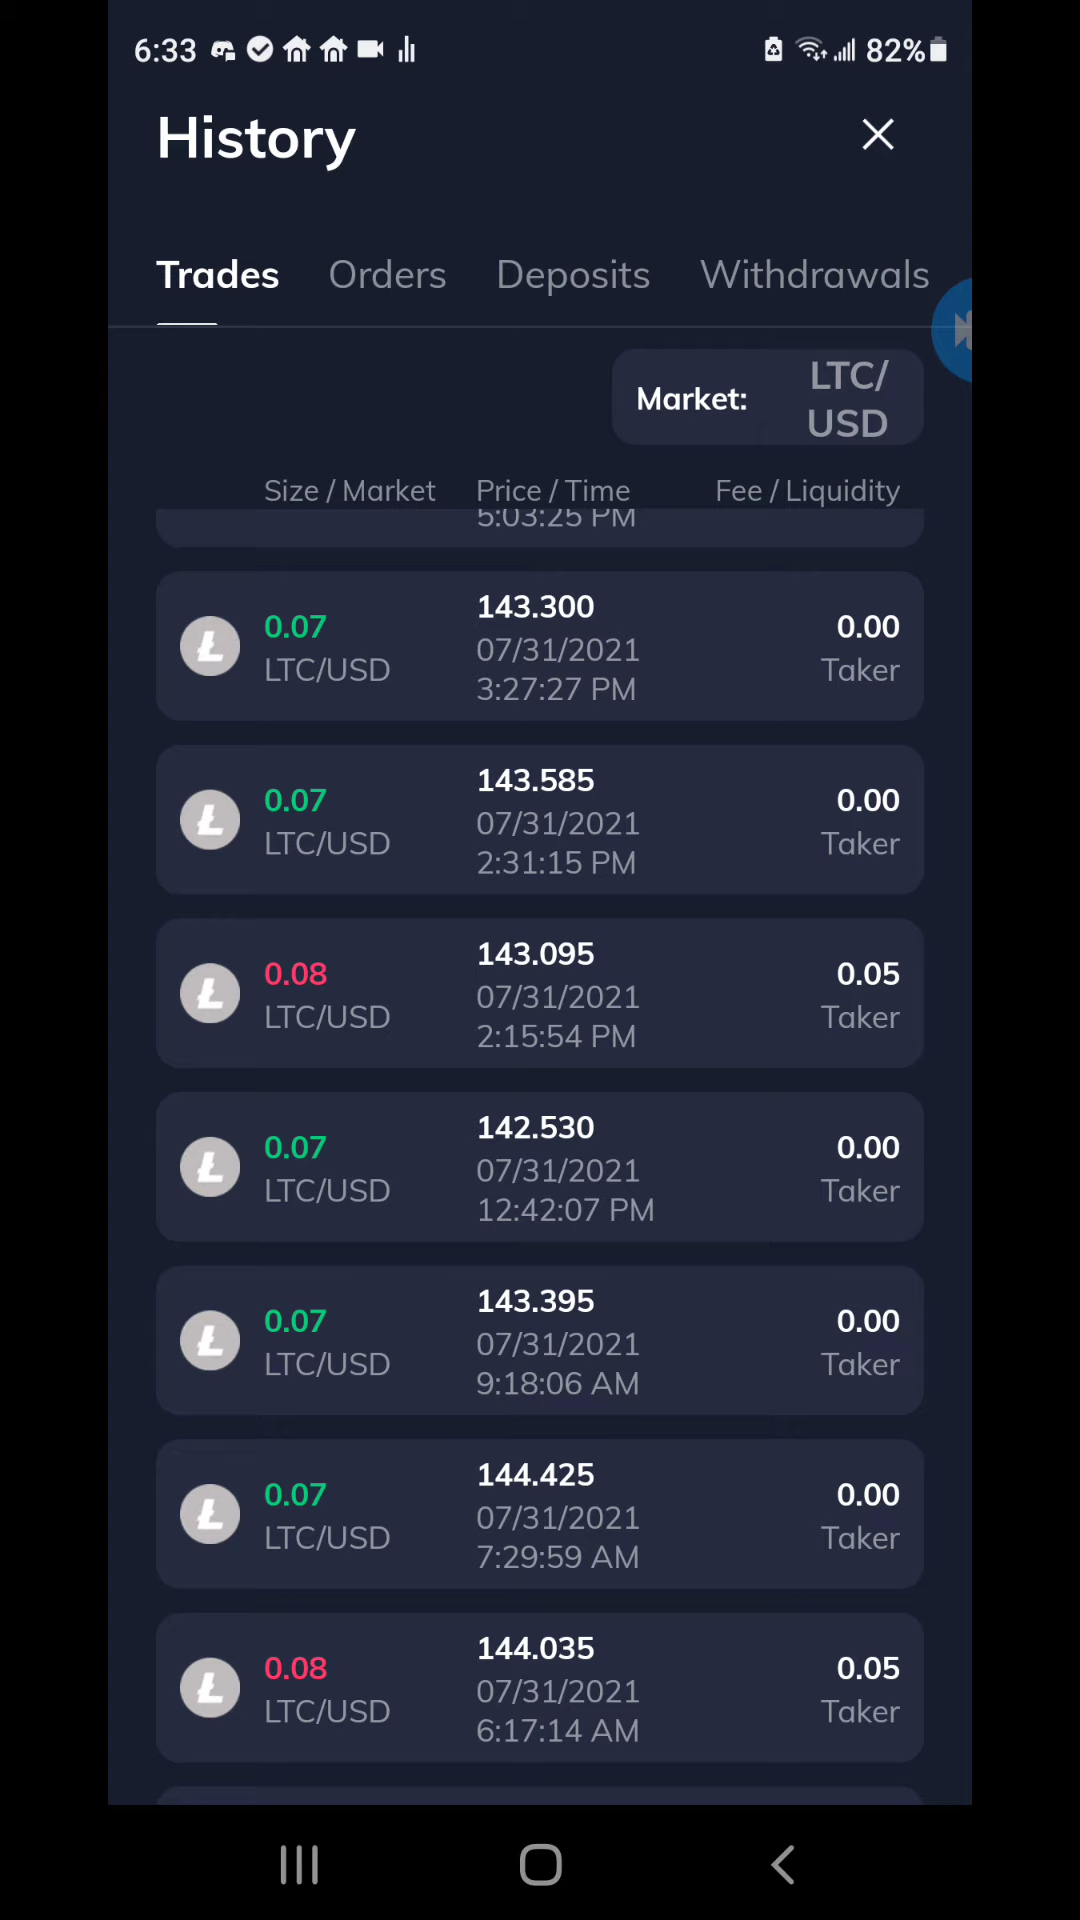 6:33 82%
History
Trades Orders Deposits Withdrawals
Market: LTC/
USD
Size / Market Price / Time Fee / Liquidity
5:03:25 PM
143.300
0.07 0.00
07/31/2021
LTC/USD Taker
3:27:27 PM
143.585
0.07 0.00
07/31/2021
LTC/USD Taker
2:31:15 PM
143.095
0.08 0.05
07/31/2021
LTC/USD Taker
2:15:54 PM
142.530
0.07 0.00
07/31/2021
LTC/USD Taker
12:42:07 PM
143.395
0.07 0.00
07/31/2021
LTC/USD Taker
9:18:06 AM
144.425
0.07 0.00
07/31/2021
LTC/USD Taker
7:29:59 AM
144.035
0.08 0.05
07/31/2021
LTC/USD Taker
6:17:14 AM